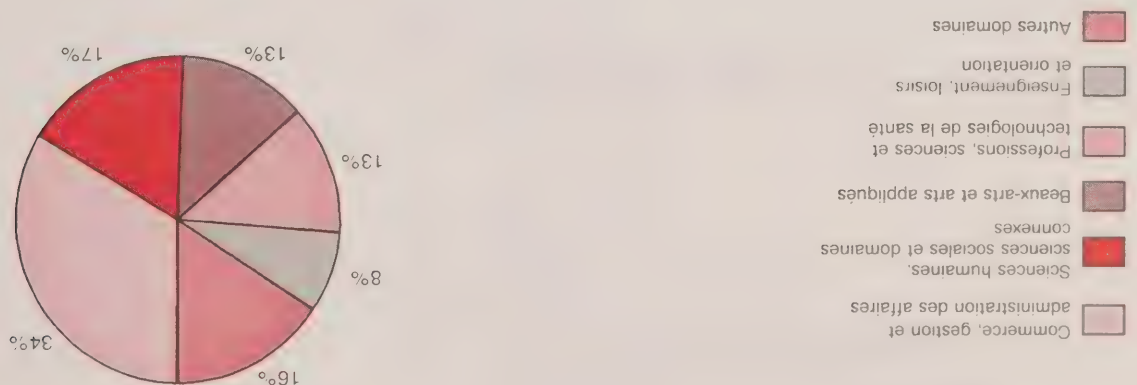 Commerce, gestion et
administration des affaires
Sciences humaines,
sciences sociales et domaines
connexes
Beaux-arts et arts appliqués
Professions, sciences et
technologies de la santé
Enseignement, loisirs
et orientation
Autres domaines
16%
34%
8%
13%
13%
17%